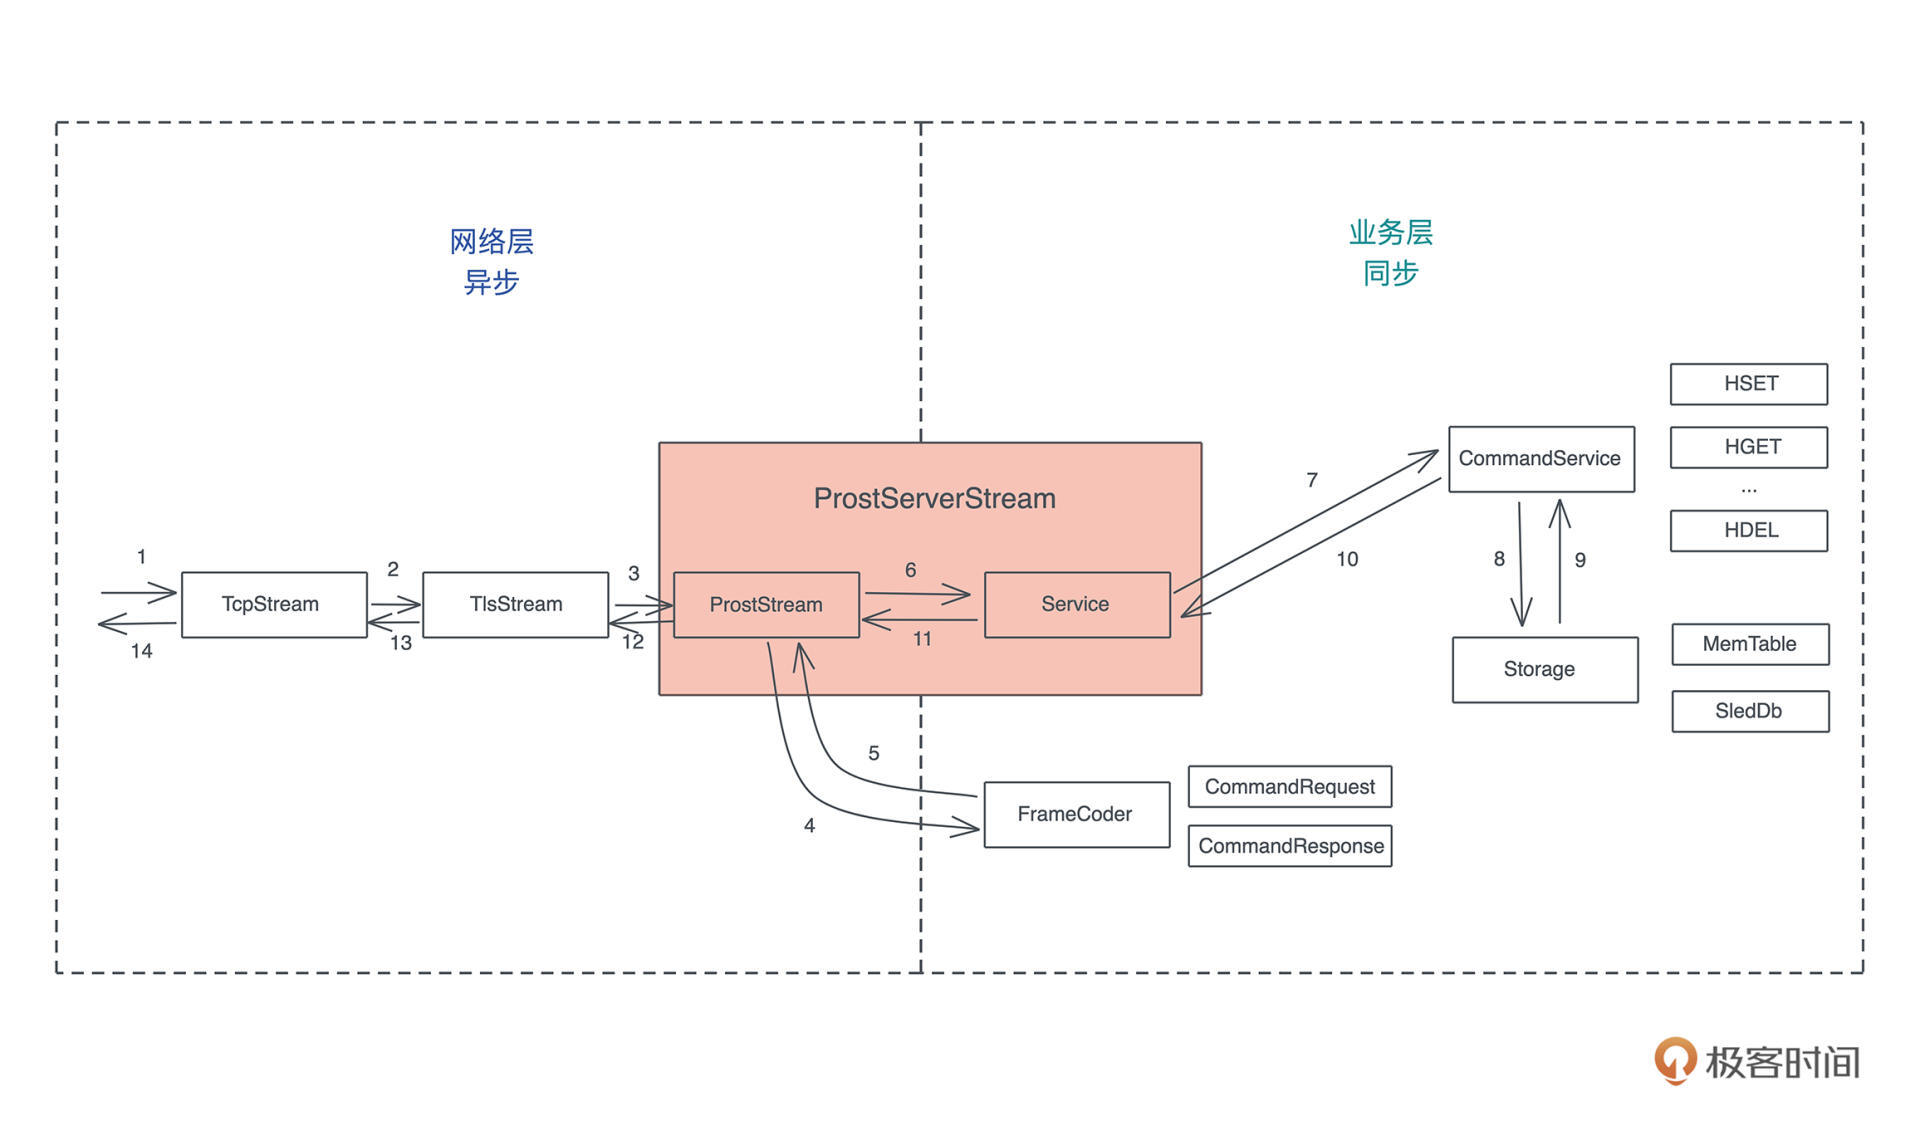 网络层
异步
业务层
同步
HSET
HGET
...
HDEL
CommandService
ProstServerStream
7
10
8
9
1
2
3
6
TcpStream
TlsStream
ProstStream
Service
14
13
12
11
Storage
MemTable
SledDb
5
4
FrameCoder
CommandRequest
CommandResponse
极客时间